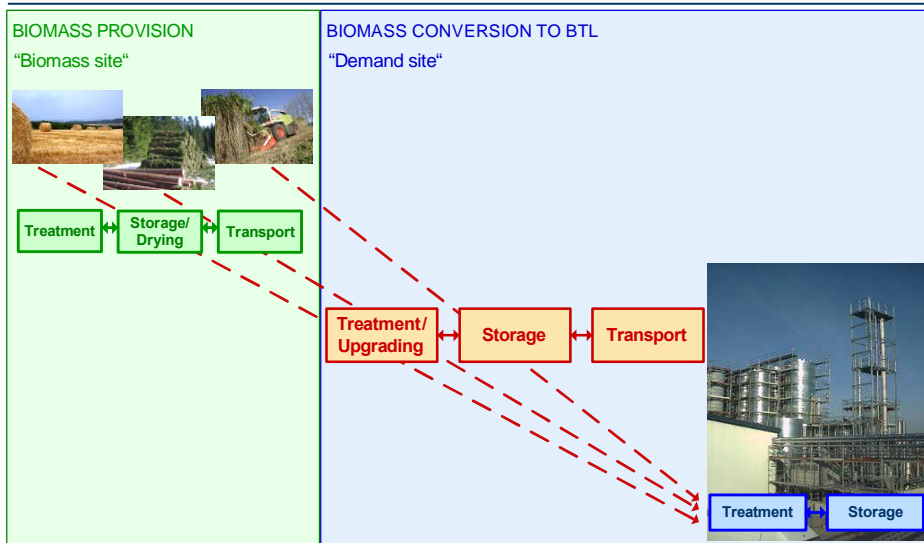 BIOMASS PROVISION
“Biomass site“
BIOMASS CONVERSION TO BTL
“Demand site“
Treatment
Storage/
Drying
Transport
Treatment/
Upgrading
Storage
Transport
Treatment
Storage